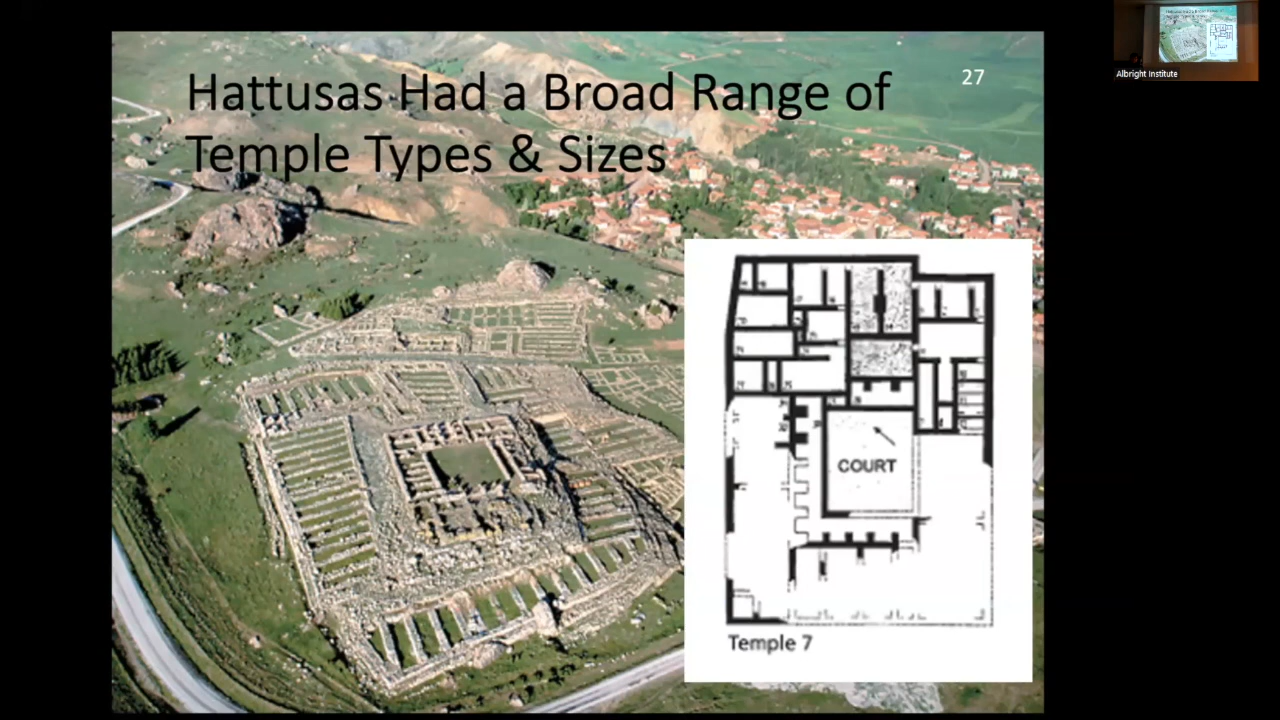 Hattusas Had a Broad Range of
Temple Types & Sizes
27
COURT
Temple 7
Albright Institute